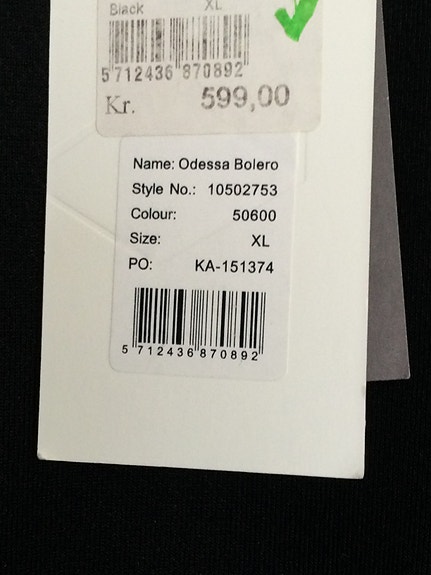 Black XL
5 712436 870892
Kr. 599,00
Name: Odessa Bolero
Style No.: 10502753
Colour: 50600
Size: XL
PO: KA-151374
5 712436 870892